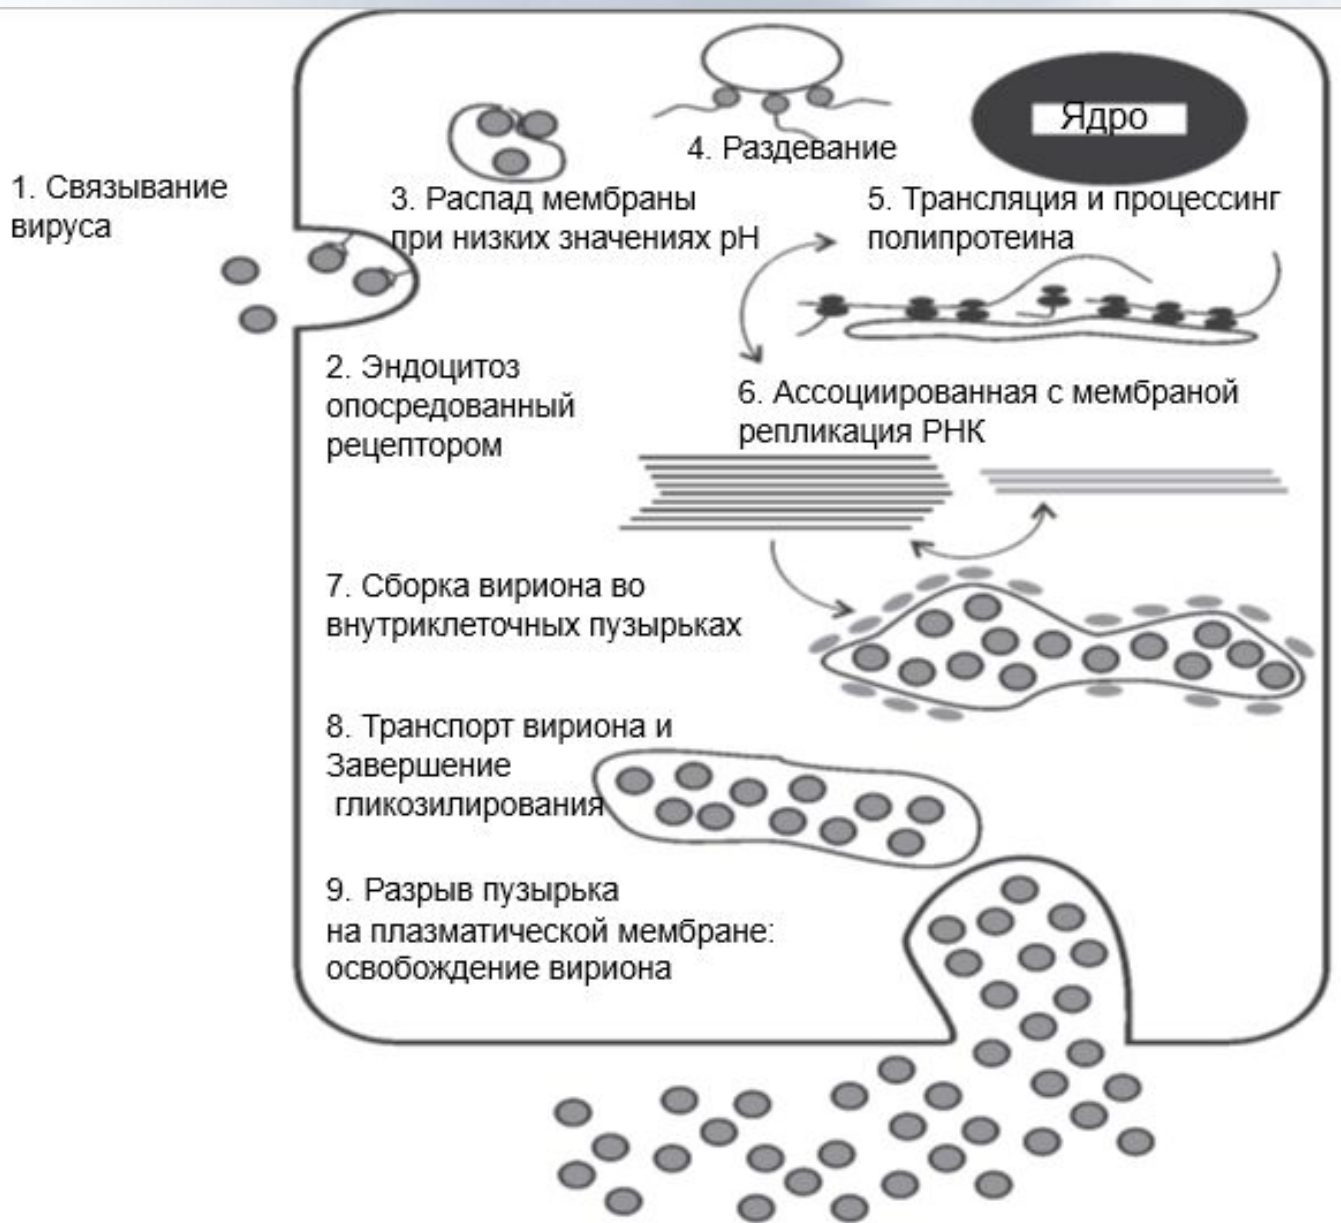 1. Связывание
вируса
2. Эндоцитоз
опосредованный
рецептором
3. Распад мембраны
при низких значениях pH
4. Раздевание
Ядро
5. Трансляция и процессинг
полипротеина
6. Ассоциированная с мембраной
репликация РНК
7. Сборка вириона во
внутриклеточных пузырьках
8. Транспорт вириона и
Завершение
гликозилирования
9. Разрыв пузырька
на плазматической мембране:
освобождение вириона